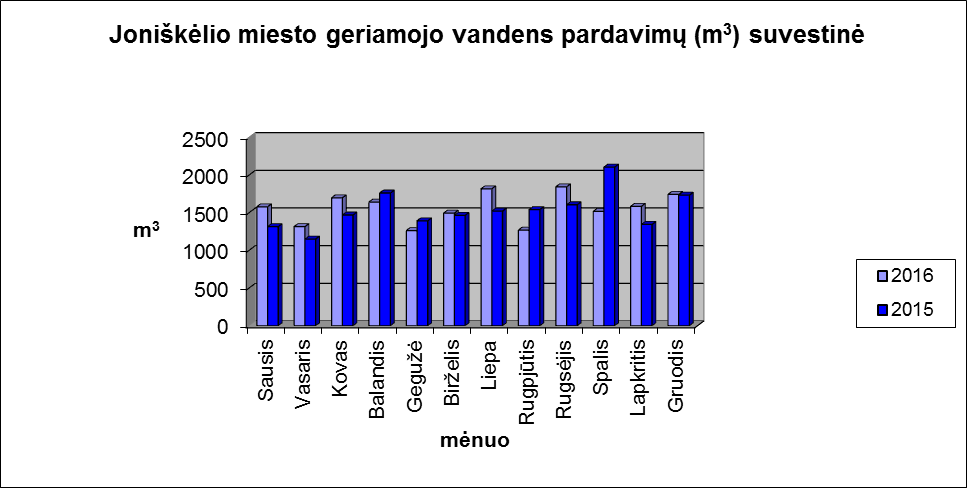 Joniškėlio miesto geriamojo vandens pardavimų (m³) suvestinė
2500
2000
1500
1000
500
0
m³
Sausis
Vasaris
Kovas
Balandis
Gegužė
Birželis
Liepa
Rugpjūtis
Rugsėjis
Spalis
Lapkritis
Gruodis
mėnuo
2016
2015